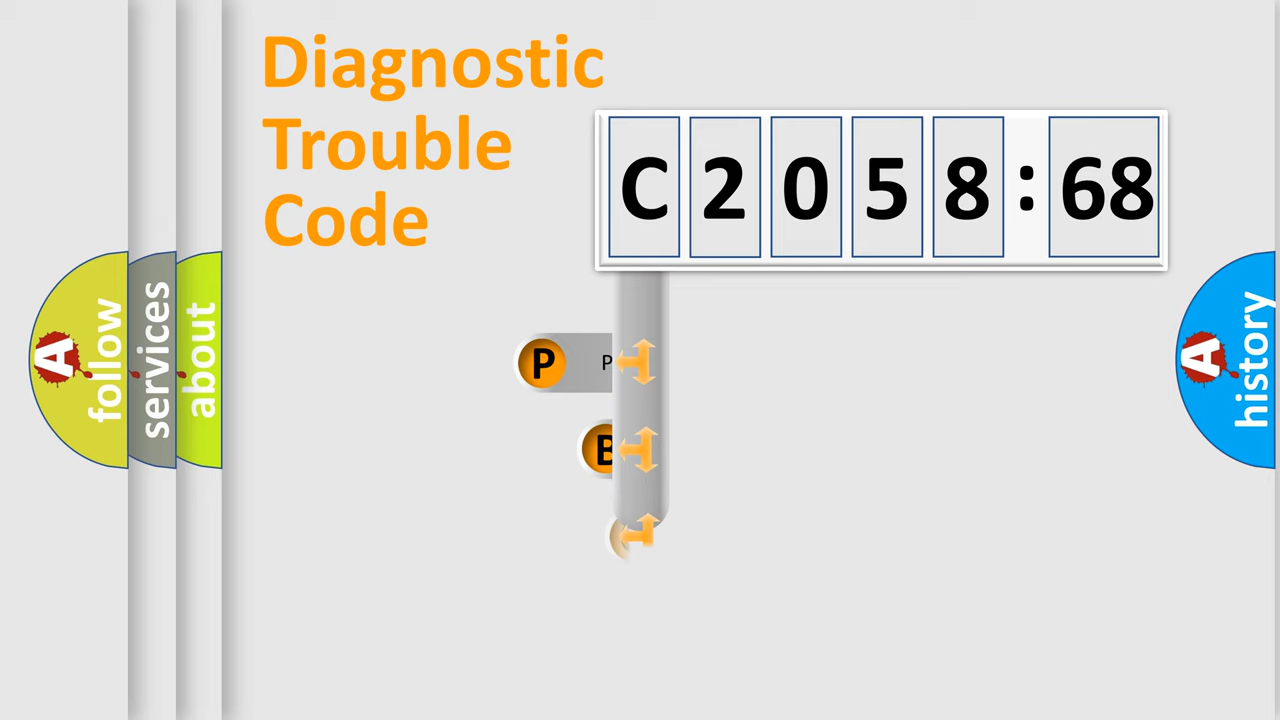 Diagnostic
Trouble
Code
C 2 0 5 8 : 68
P P
B
A follow
services
about
A history